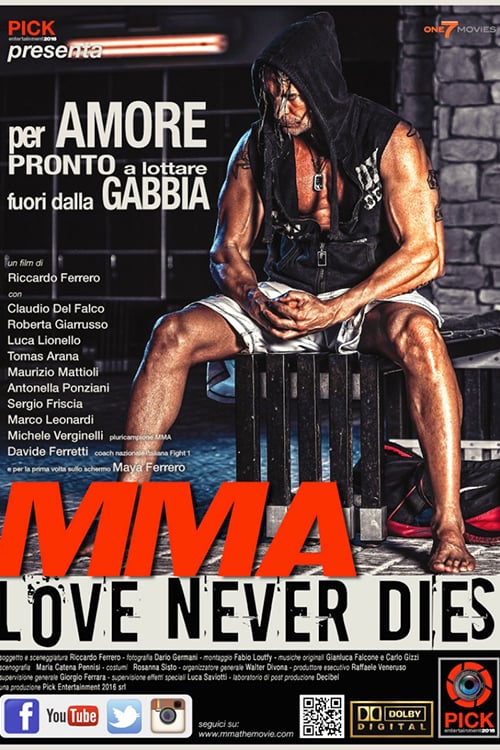 PICK
entertainment2016
presenta
ONE7MOVIES
per AMORE
PRONTO a lottare
fuori dalla GABBIA
un film di
Riccardo Ferrero
con
Claudio Del Falco
Roberta Giarrusso
Luca Lionello
Tomas Arana
Maurizio Mattioli
Antonella Ponziani
Sergio Friscia
Marco Leonardi
Michele Verginelli pluricampione MMA
Davide Ferretti coach nazionale italiana Fight1
e per la prima volta sullo schermo Maya Ferrero
MMA
LOVE NEVER DIES
soggetto e sceneggiatura Riccardo Ferrero - fotografia Dario Germani - montaggio Fabio Loutfy - musiche originali Gianluca Falcone e Carlo Gizzi
scenografia Maria Catena Pennisi - costumi Rosanna Sisto - organizzatore generale Walter Divona - produttore esecutivo Raffaele Veneruso
supervisione generale Giorgio Ferrara - supervisione effetti speciali Luca Saviotti - laboratorio di post produzione Decibel
una produzione Pick Entertainment 2016 srl
f
YouTube
seguici su:
www.mmathemovie.com
DOLBY
DIGITAL
PICK
entertainment2016